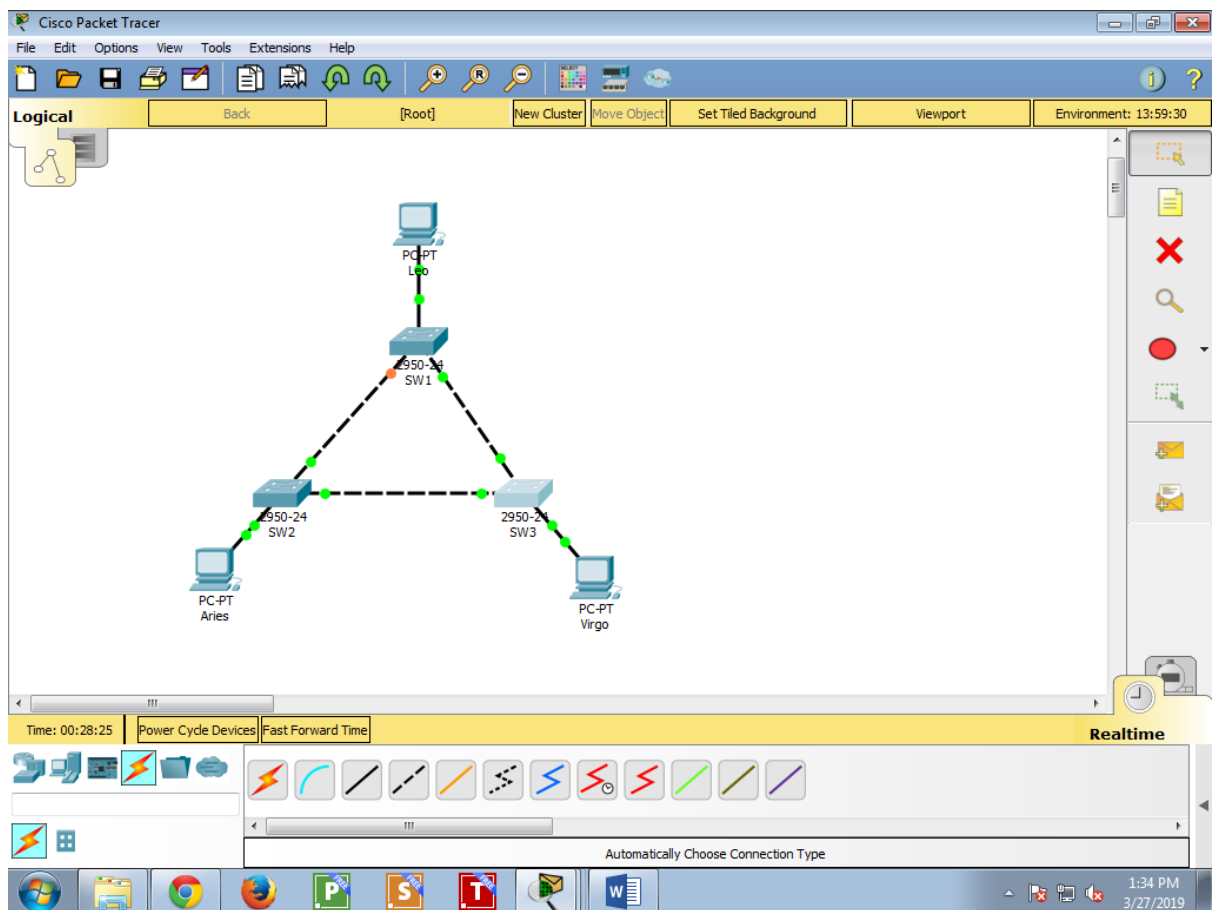 Cisco Packet Tracer
File Edit Options View Tools Extensions Help
Logical Back [Root] New Cluster Move Object Set Tiled Background Viewport Environment: 13:59:30
PC-PT
Leo
2950-24
SW1
2950-24
SW2
2950-24
SW3
PC-PT
Aries
PC-PT
Virgo
Time: 00:28:25 Power Cycle Devices Fast Forward Time Realtime
Automatically Choose Connection Type
1:34 PM
3/27/2019